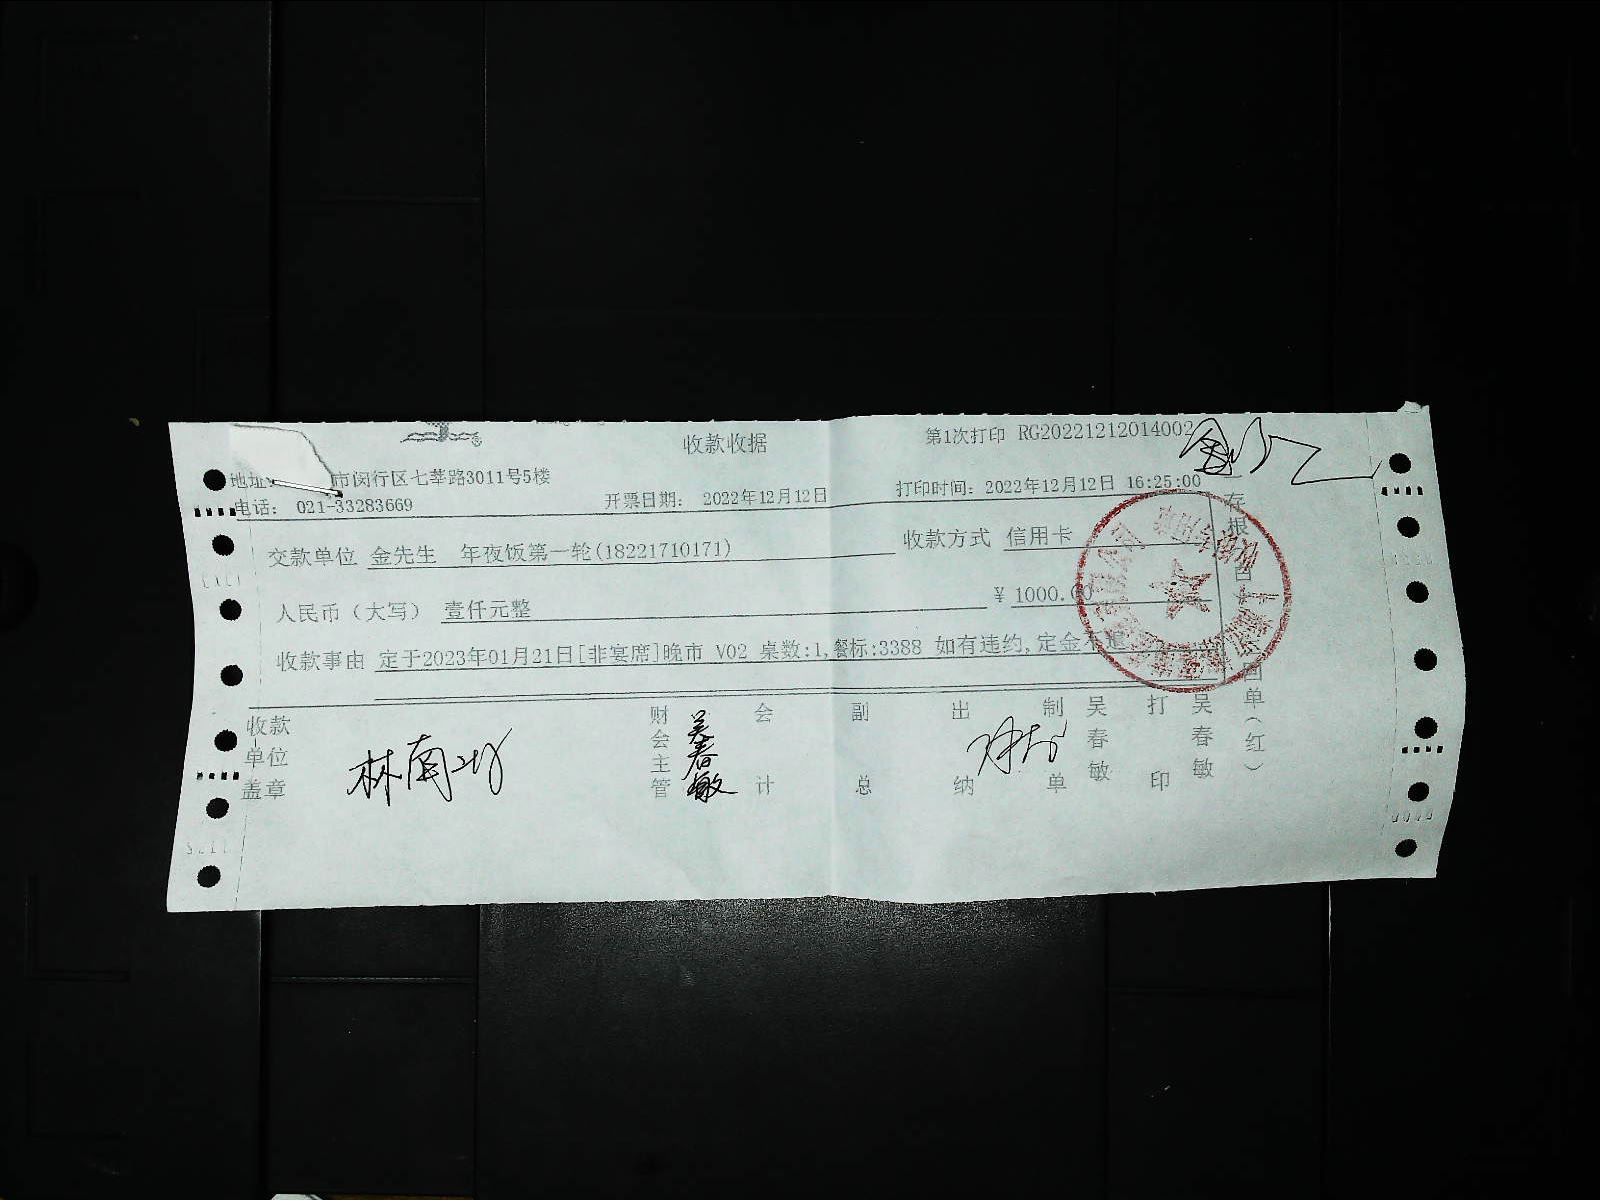 收款收据
第1次打印 RG20221212014002
地址 市闵行区七莘路3011号5楼
电话： 021-33283669
开票日期： 2022年12月12日
打印时间：2022年12月12日 16:25:00
交款单位 金先生 年夜饭第一轮(18221710171)
收款方式 信用卡
人民币（大写） 壹仟元整
¥ 1000.00
收款事由 定于2023年01月21日[非宴席]晚市 V02 桌数:1,餐标:3388 如有违约,定金不退
收款单位盖章
财会主管 吴春敏
会计
副总
出纳
制单 吴春敏
打印 吴春敏
存根
回单（红）